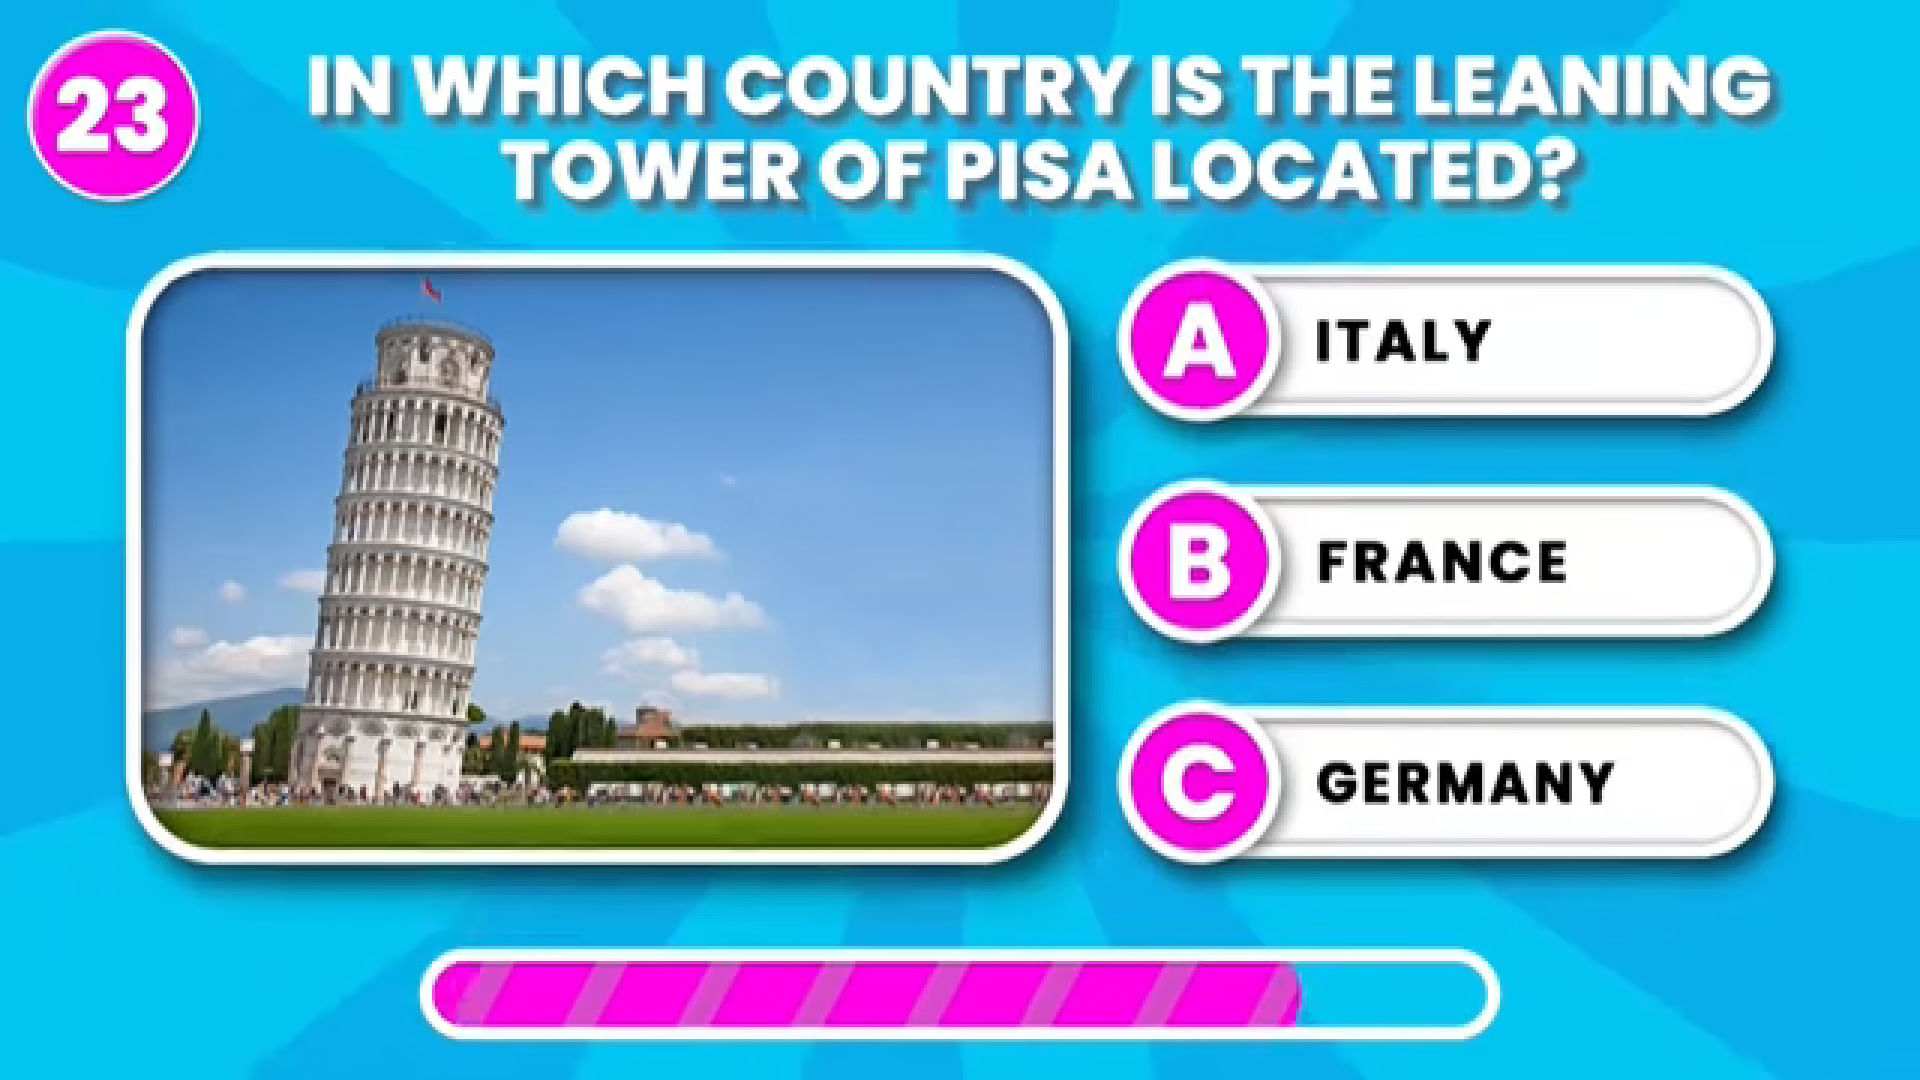 23
IN WHICH COUNTRY IS THE LEANING
TOWER OF PISA LOCATED?
A ITALY
B FRANCE
C GERMANY